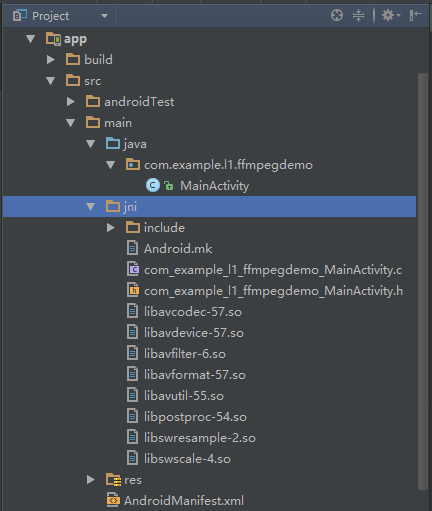 Project
app
build
src
androidTest
main
java
com.example.l1.ffmpegdemo
MainActivity
jni
include
Android.mk
com_example_l1_ffmpegdemo_MainActivity.c
com_example_l1_ffmpegdemo_MainActivity.h
libavcodec-57.so
libavdevice-57.so
libavfilter-6.so
libavformat-57.so
libavutil-55.so
libpostproc-54.so
libswresample-2.so
libswscale-4.so
res
AndroidManifest.xml